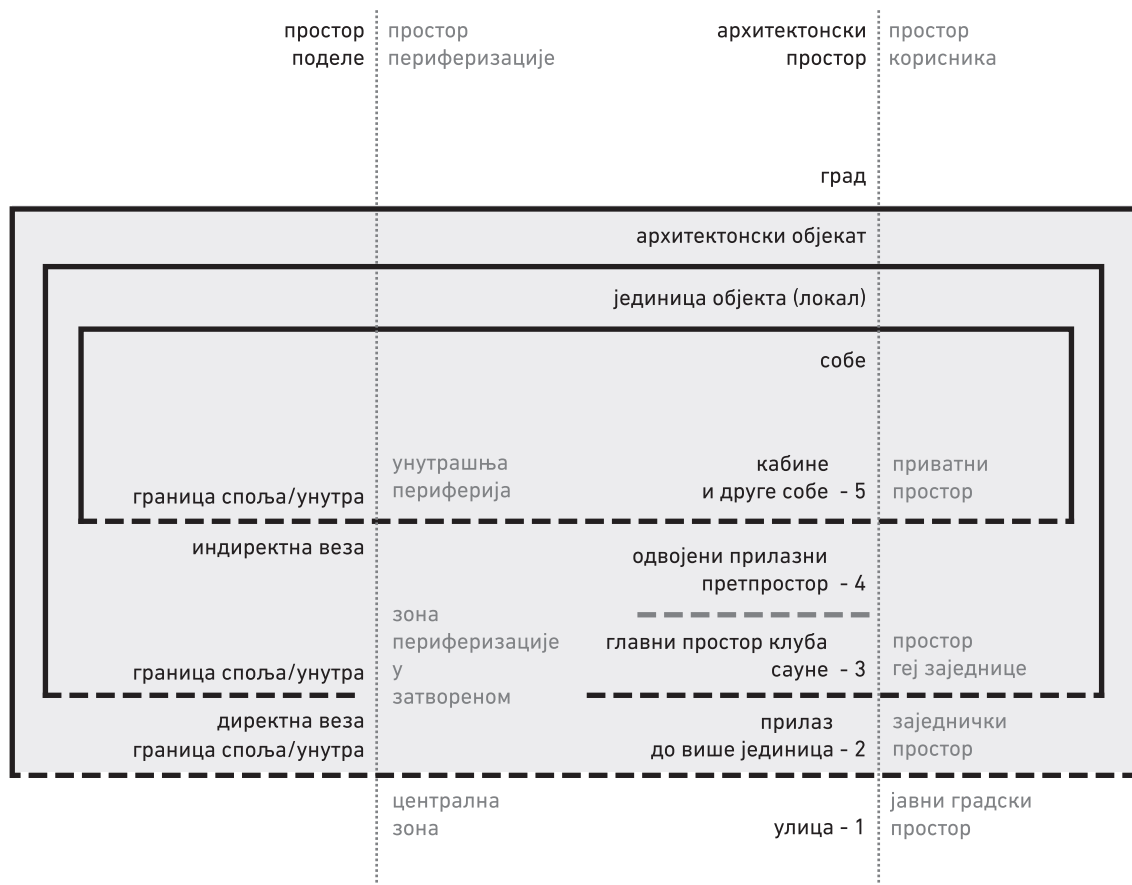 простор
поделе
простор
периферизације
архитектонски
простор
простор
корисника
град
архитектонски објекат
јединица објекта (локал)
собе
граница споља/унутра
унутрашња
периферија
кабине
и друге собе - 5
приватни
простор
индиректна веза
одвојени прилазни
претпростор - 4
граница споља/унутра
зона
периферизације
у
затвореном
главни простор клуба
сауне - 3
простор
геј заједнице
директна веза
граница споља/унутра
прилаз
до више јединица - 2
заједнички
простор
централна
зона
улица - 1
јавни градски
простор